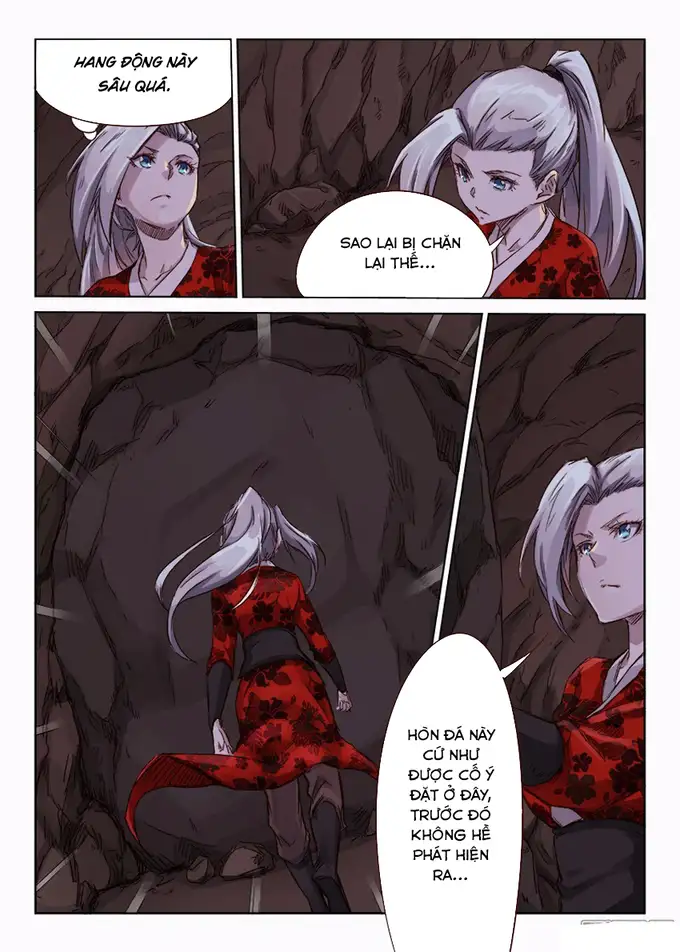 HANG ĐỘNG NÀY
SÂU QUÁ.
SAO LẠI BỊ CHẶN
LẠI THẾ...
HÒN ĐÁ NÀY
CỨ NHƯ
ĐƯỢC CỐ Ý
ĐẶT Ở ĐÂY,
TRƯỚC ĐÓ
KHÔNG HỀ
PHÁT HIỆN
RA...